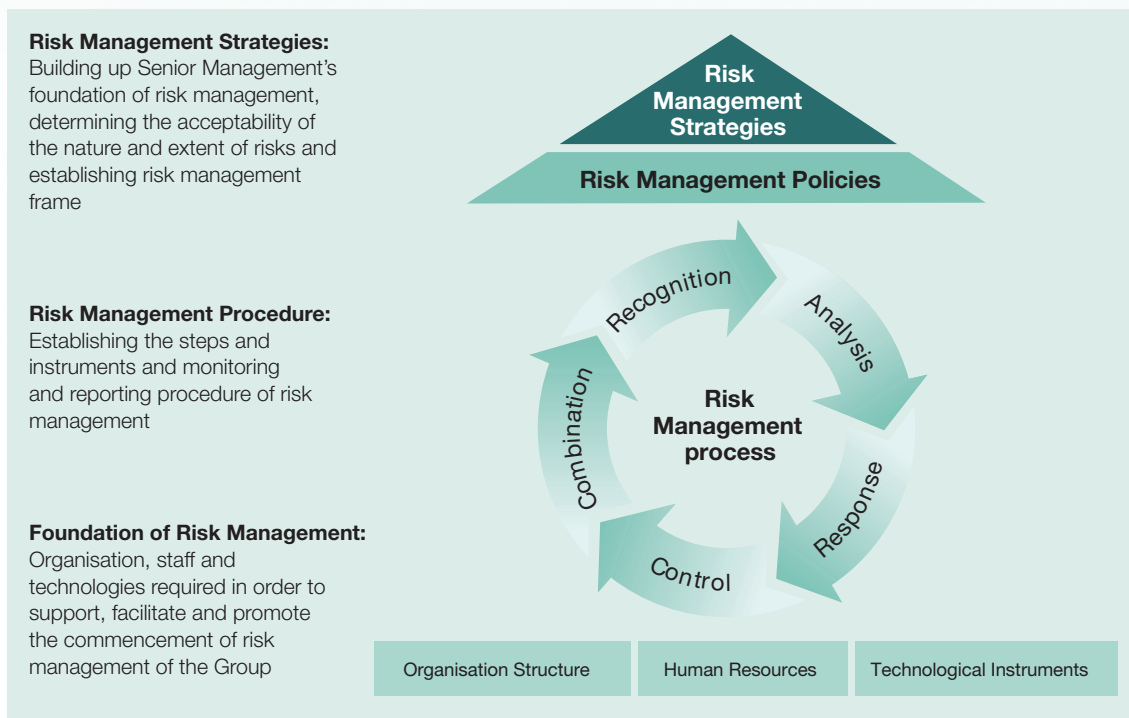 Risk Management Strategies:
Building up Senior Management's
foundation of risk management,
determining the acceptability of
the nature and extent of risks and
establishing risk management
frame
Risk
Management
Strategies
Risk Management Policies
Risk Management Procedure:
Establishing the steps and
instruments and monitoring
and reporting procedure of risk
management
Recognition
Analysis
Response
Control
Combination
Risk
Management
process
Foundation of Risk Management:
Organisation, staff and
technologies required in order to
support, facilitate and promote
the commencement of risk
management of the Group
Organisation Structure
Human Resources
Technological Instruments